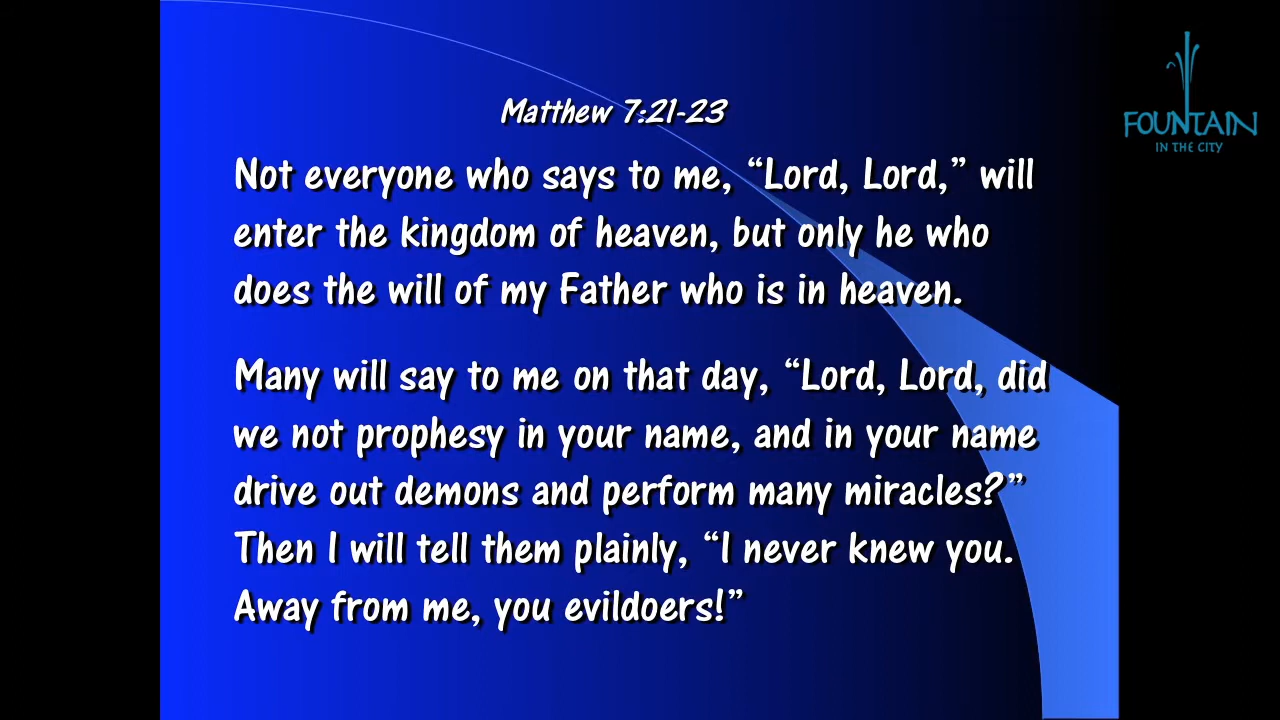 Matthew 7:21-23
Not everyone who says to me, “Lord, Lord,” will
enter the kingdom of heaven, but only he who
does the will of my Father who is in heaven.
Many will say to me on that day, “Lord, Lord, did
we not prophesy in your name, and in your name
drive out demons and perform many miracles?”
Then I will tell them plainly, “I never knew you.
Away from me, you evildoers!”
FOUNTAIN
IN THE CITY